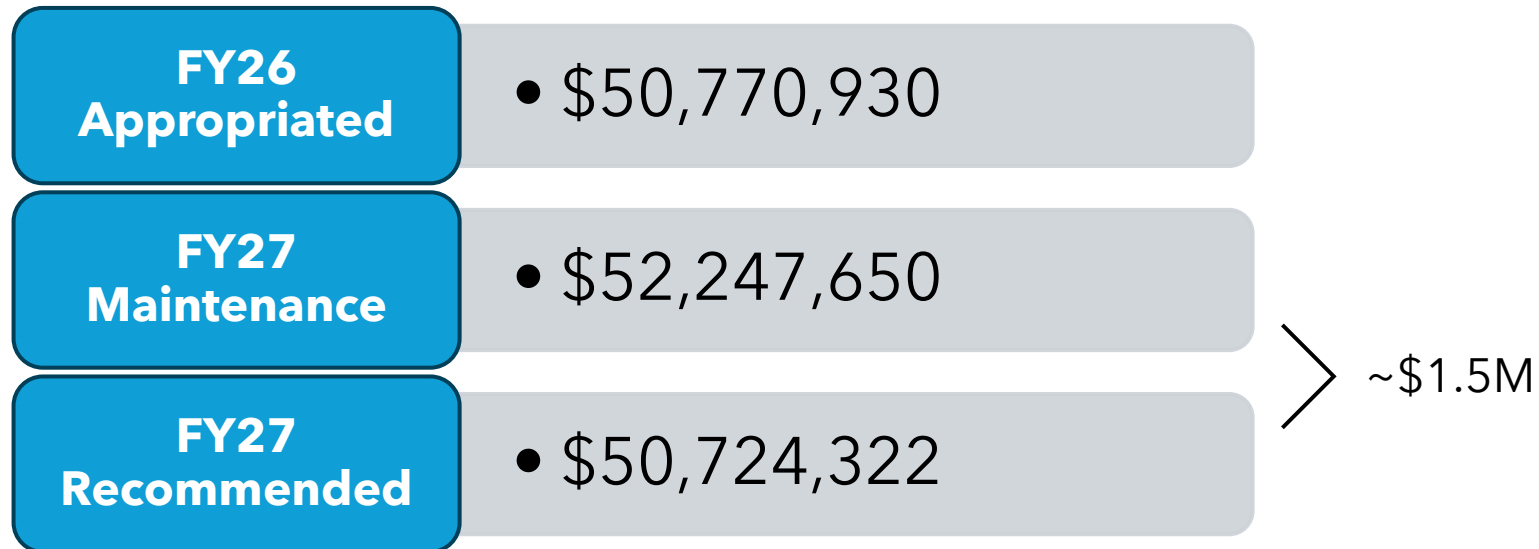 FY26
Appropriated
• $50,770,930
FY27
Maintenance
• $52,247,650
~$1.5M
FY27
Recommended
• $50,724,322